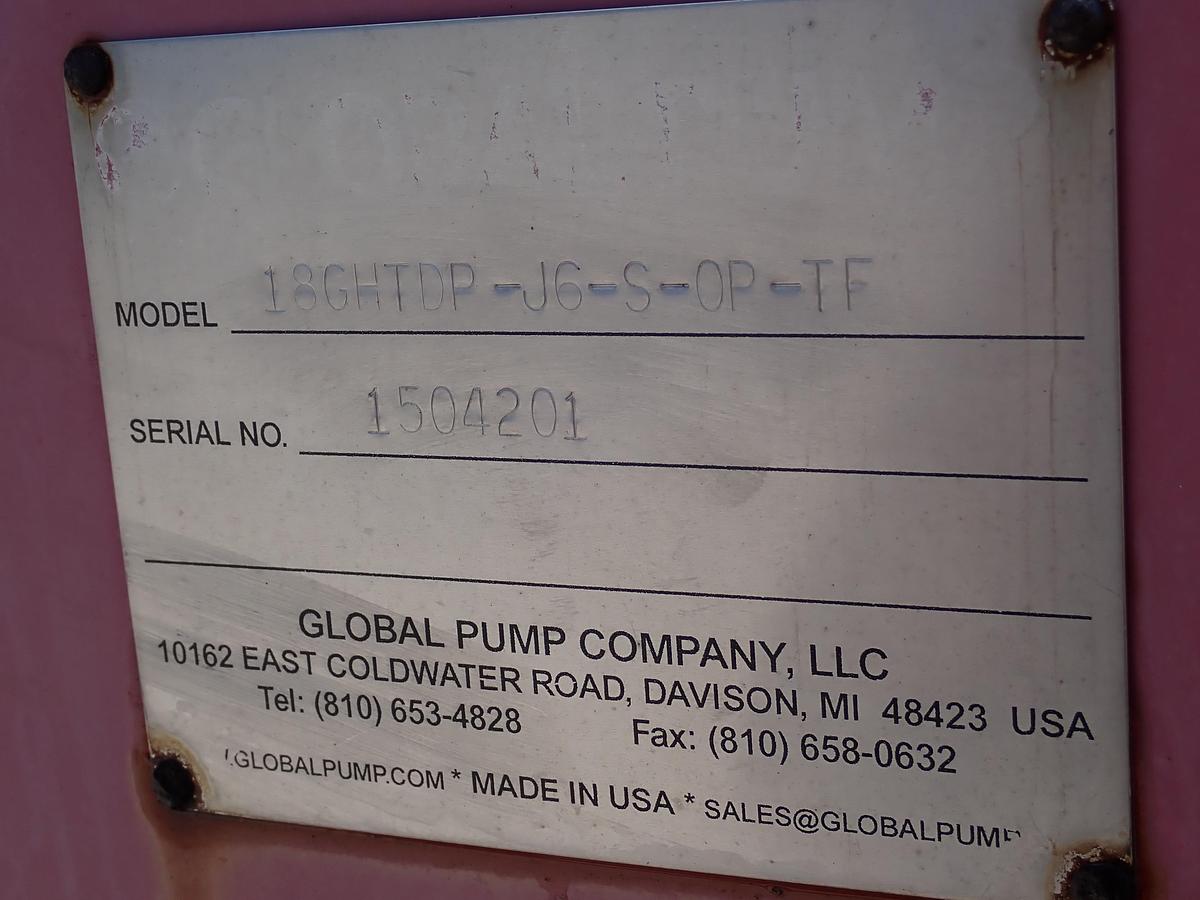 MODEL 18GHTDP-J6-S-OP-TF
SERIAL NO. 1504201
GLOBAL PUMP COMPANY, LLC
10162 EAST COLDWATER ROAD, DAVISON, MI 48423 USA
Tel: (810) 653-4828 Fax: (810) 658-0632
.GLOBALPUMP.COM * MADE IN USA * SALES@GLOBALPUMP